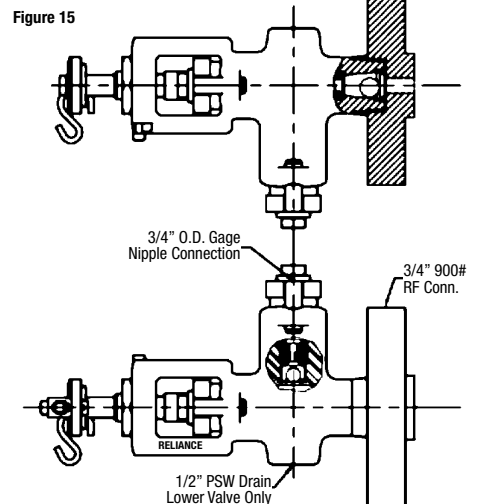 Figure 15
3/4” O.D. Gage
Nipple Connection
3/4” 900#
RF Conn.
RELIANCE
1/2” PSW Drain
Lower Valve Only